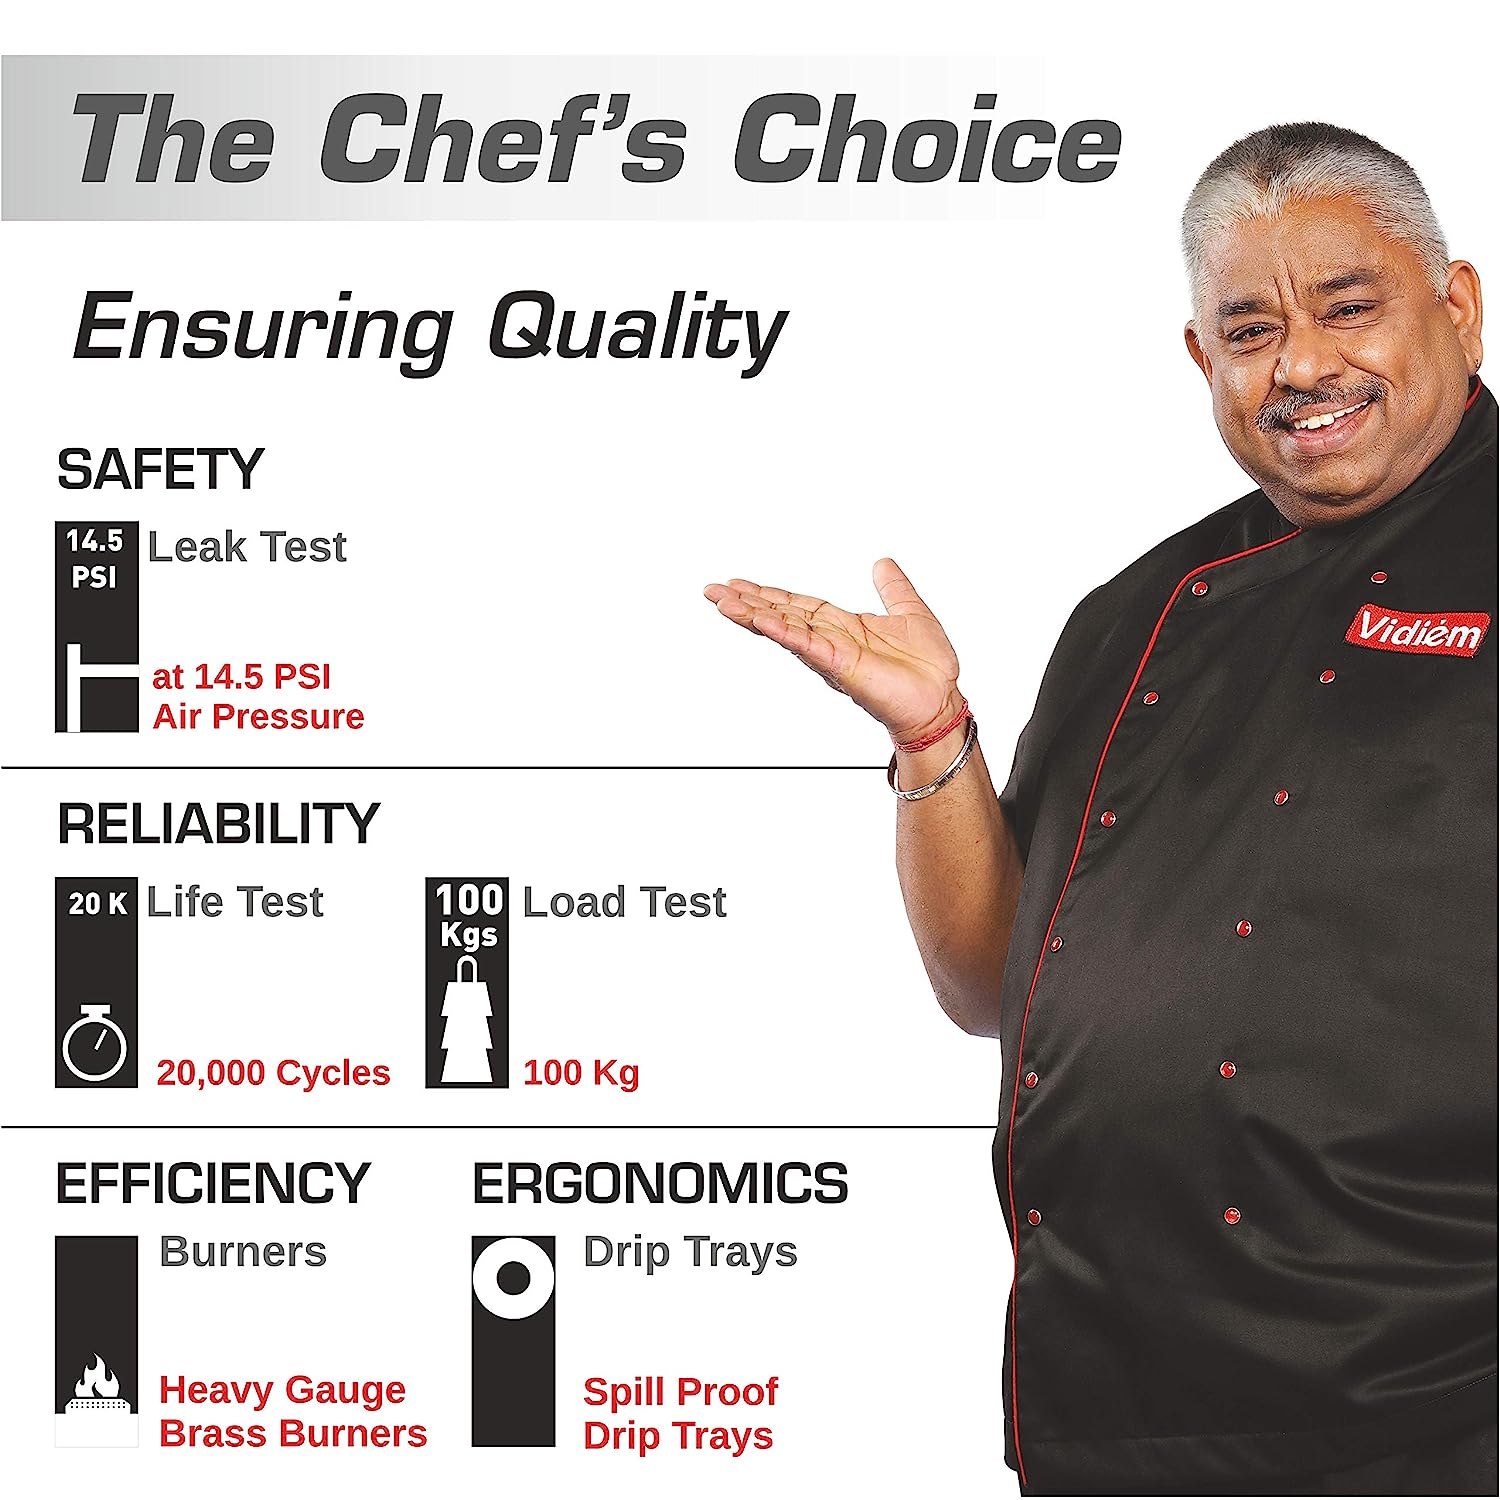 The Chef's Choice
Ensuring Quality
SAFETY
14.5
PSI
Leak Test
at 14.5 PSI
Air Pressure
RELIABILITY
20 K
Life Test
20,000 Cycles
100
Kgs
Load Test
100 Kg
EFFICIENCY
Burners
Heavy Gauge
Brass Burners
ERGONOMICS
Drip Trays
Spill Proof
Drip Trays
Vidiém